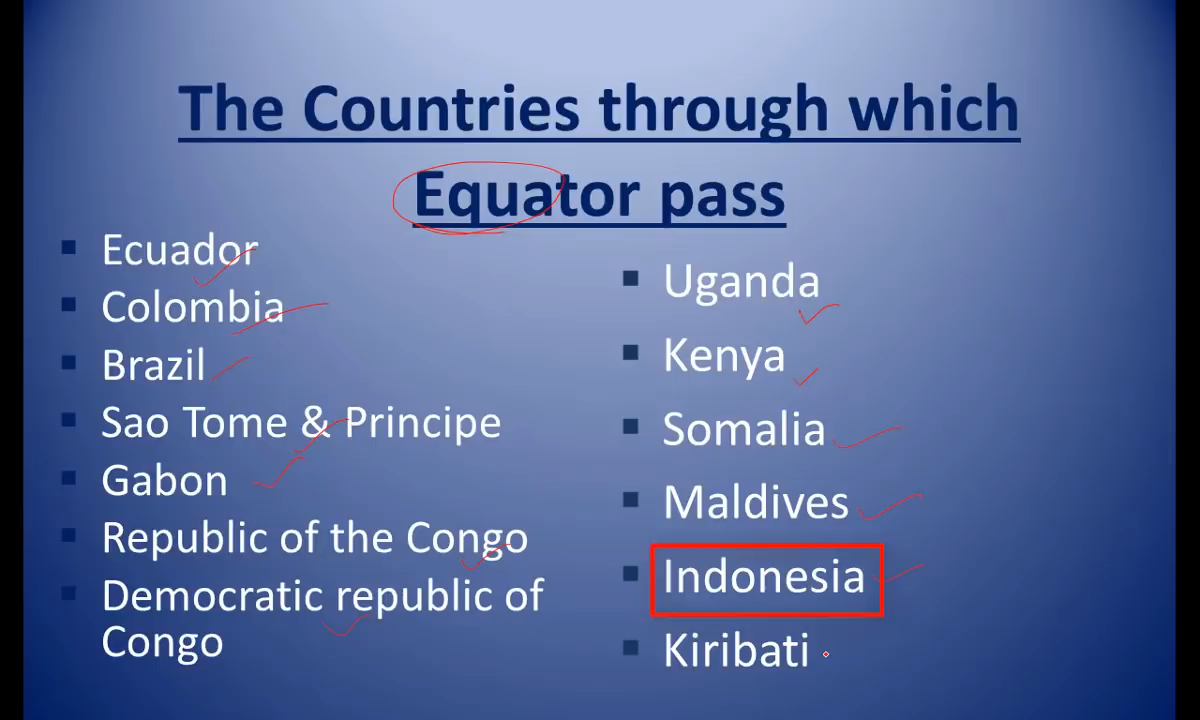 The Countries through which
Equator pass
Ecuador
Colombia
Brazil
Sao Tome & Principe
Gabon
Republic of the Congo
Democratic republic of
Congo
Uganda
Kenya
Somalia
Maldives
Indonesia
Kiribati